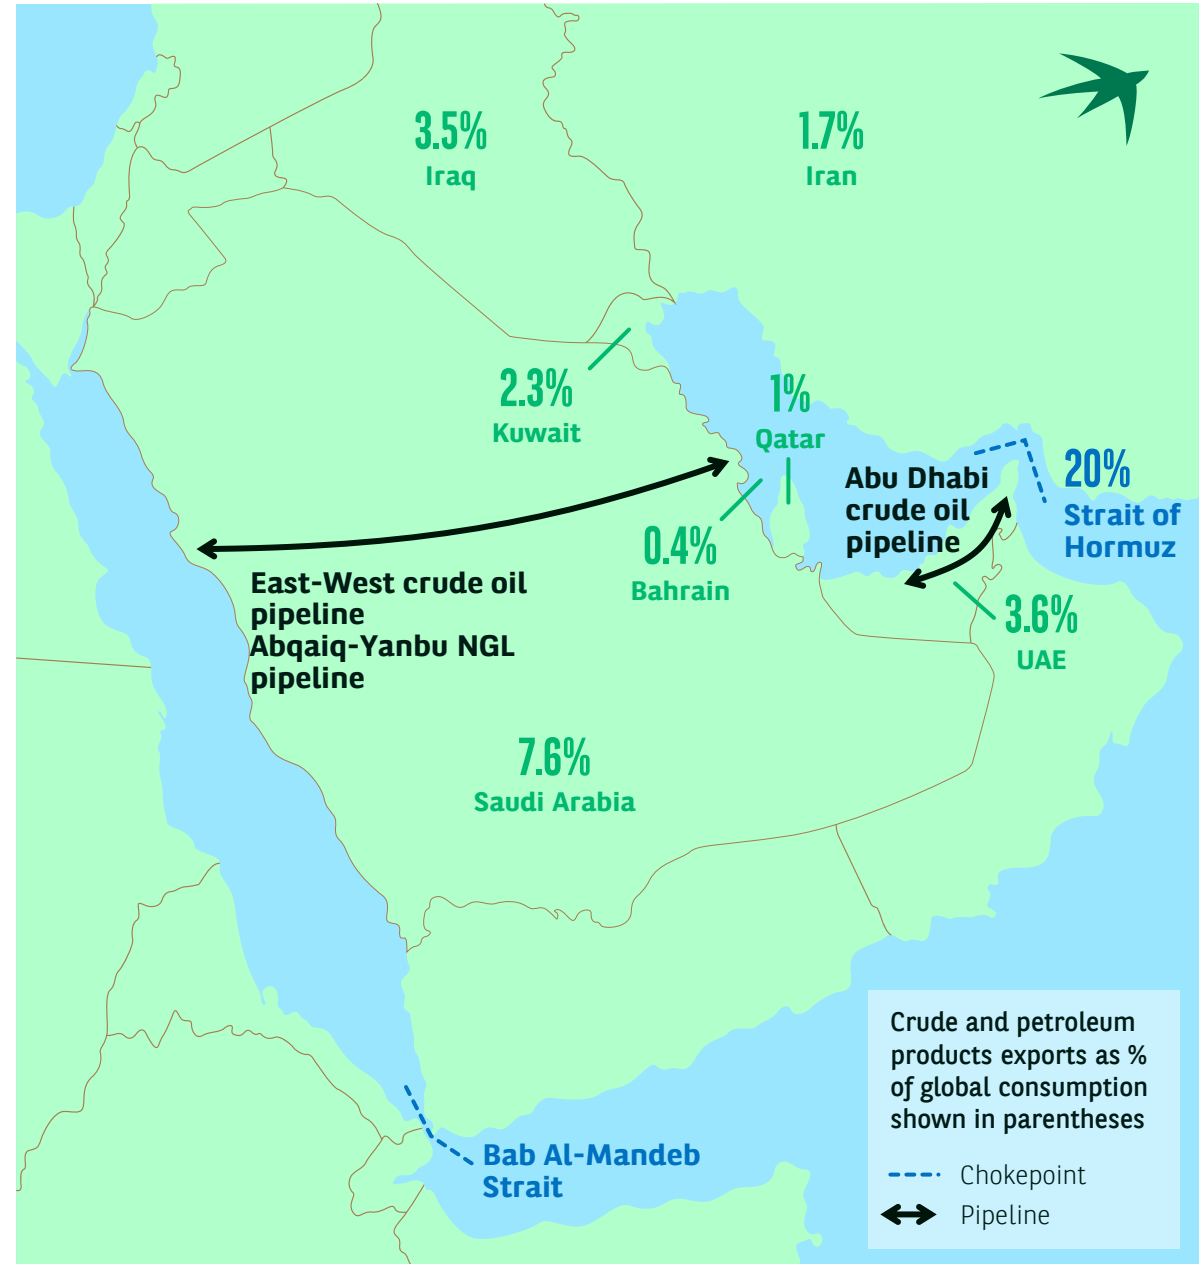 3.5%
Iraq
1.7%
Iran
2.3%
Kuwait
1%
Qatar
Abu Dhabi
crude oil
pipeline
20%
Strait of
Hormuz
0.4%
Bahrain
East-West crude oil
pipeline
Abqaiq-Yanbu NGL
pipeline
3.6%
UAE
7.6%
Saudi Arabia
Bab Al-Mandeb
Strait
Crude and petroleum
products exports as %
of global consumption
shown in parentheses
Chokepoint
Pipeline